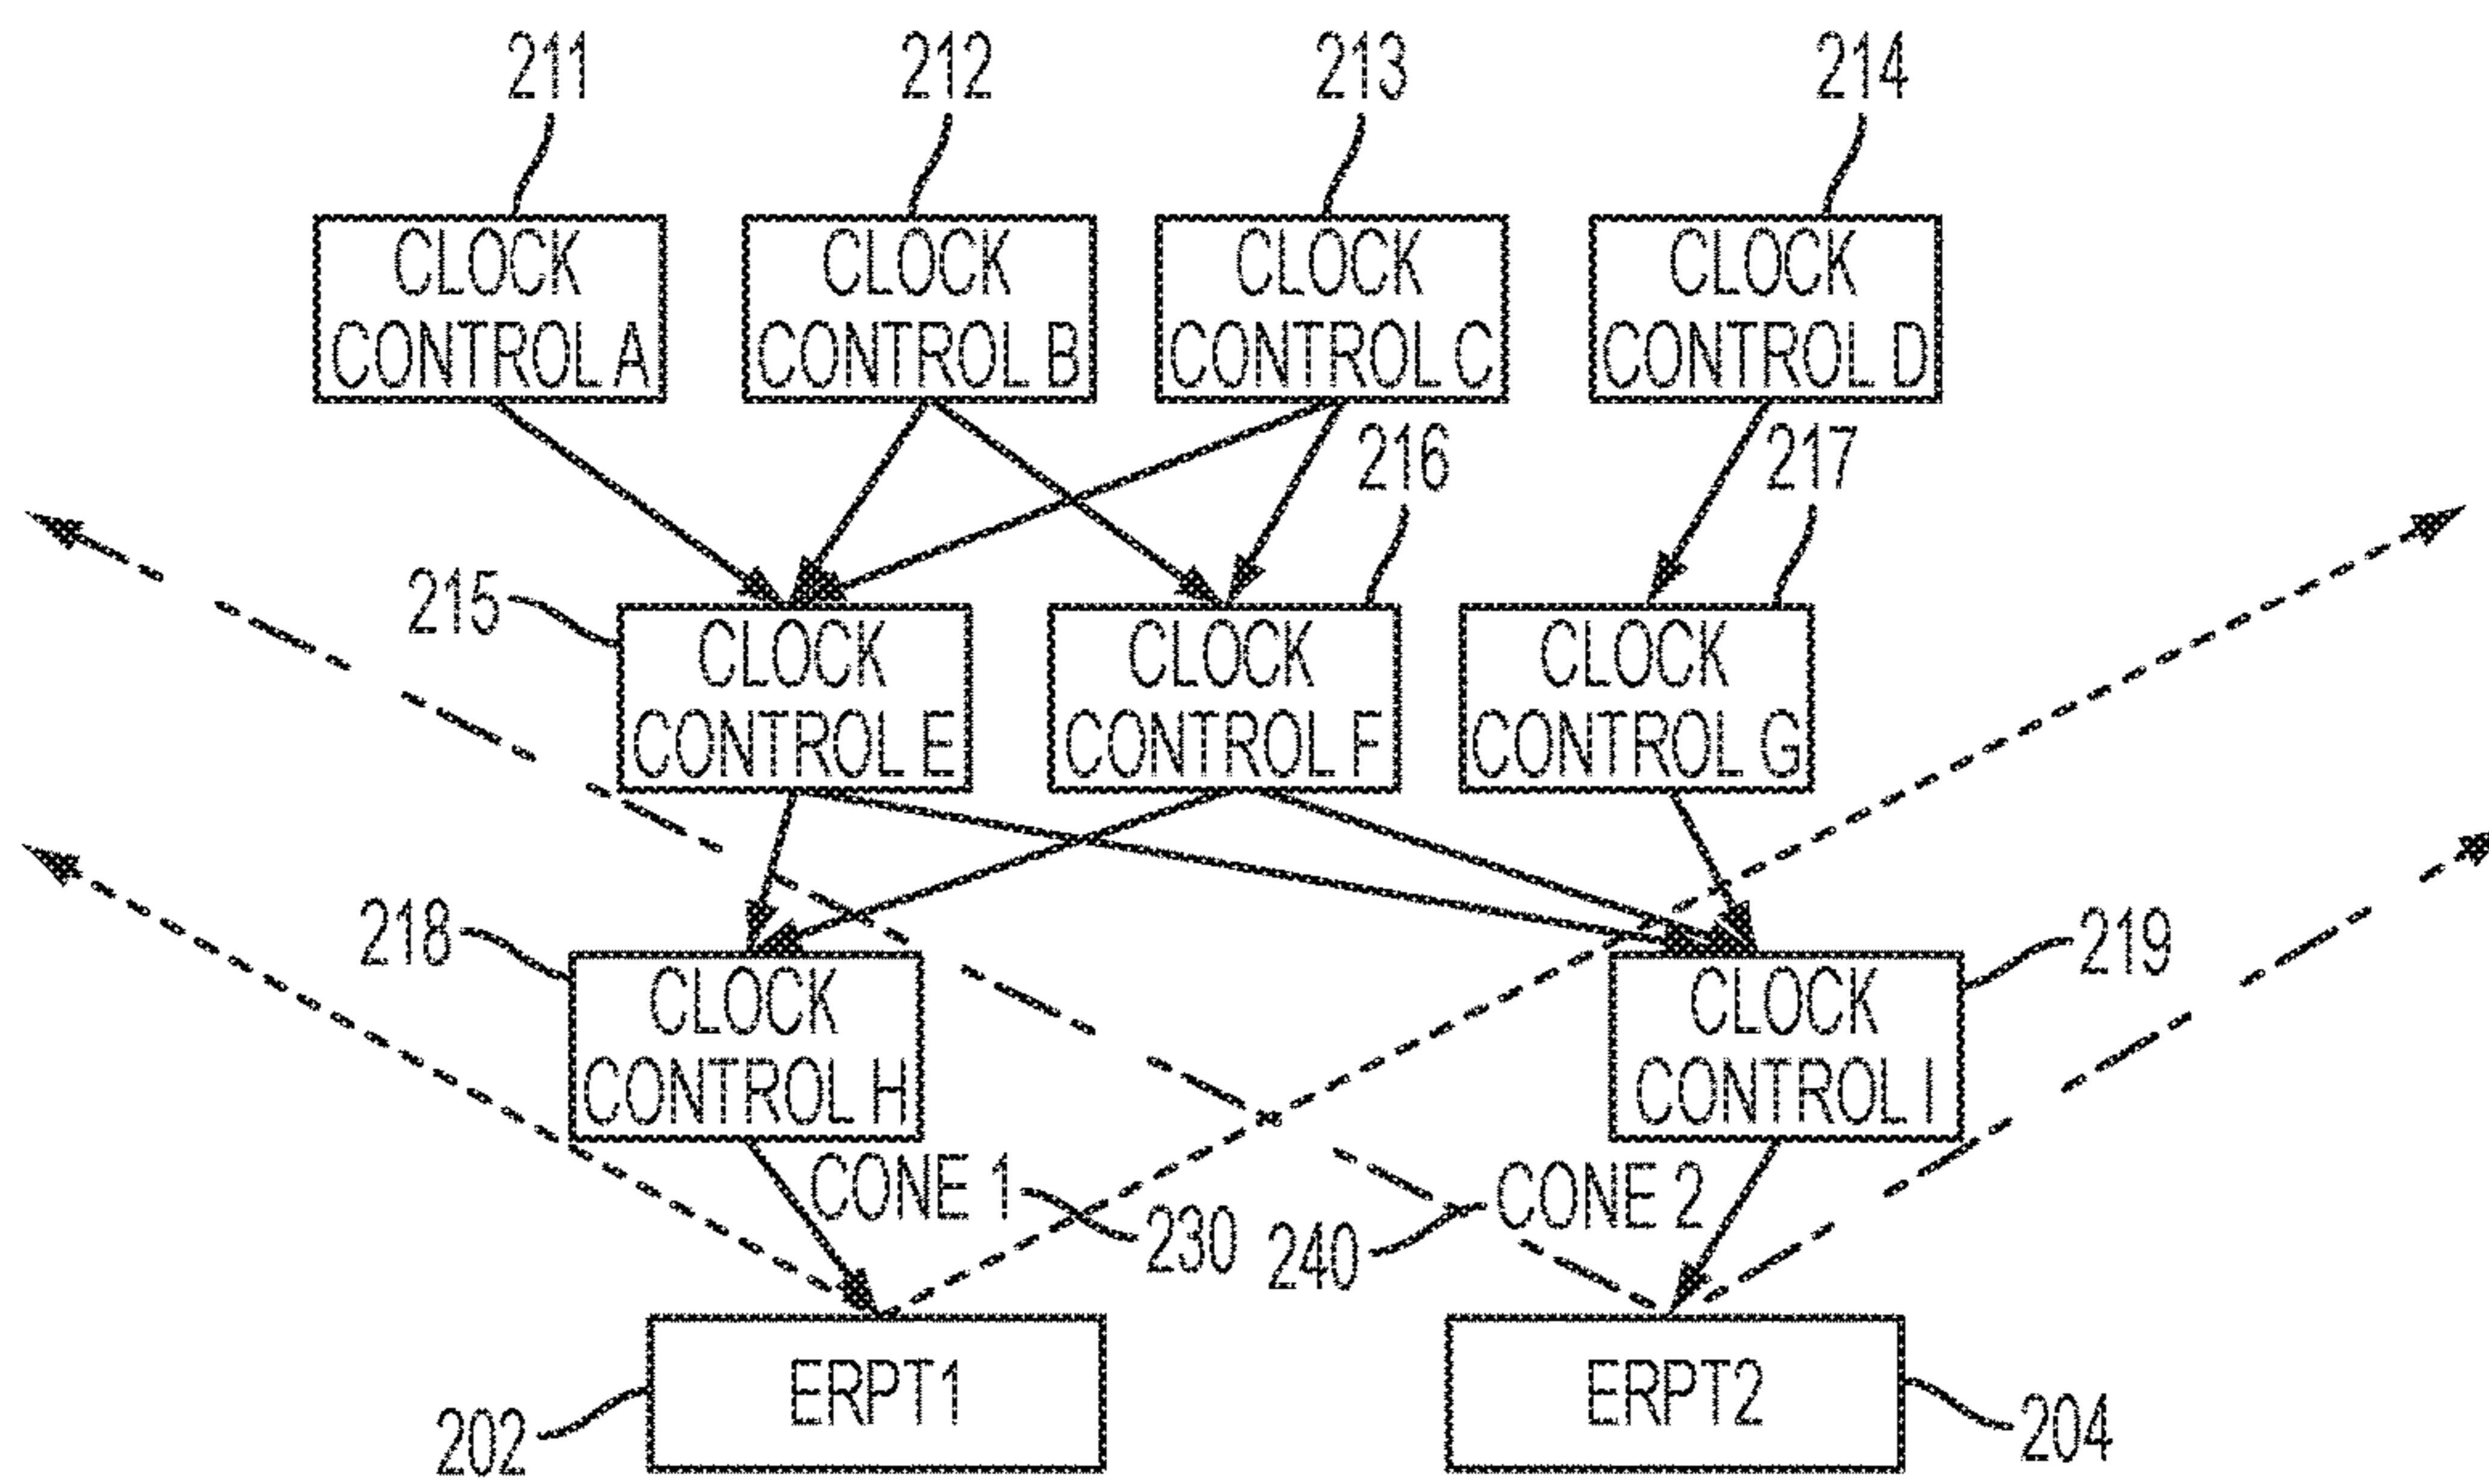 211 212 213 214
CLOCK CONTROL A
CLOCK CONTROL B
CLOCK CONTROL C
CLOCK CONTROL D
216 217
215
CLOCK CONTROL E
CLOCK CONTROL F
CLOCK CONTROL G
218
219
CLOCK CONTROL H
CLOCK CONTROL I
CONE 1
230
240
CONE 2
ERPT1
ERPT2
202
204